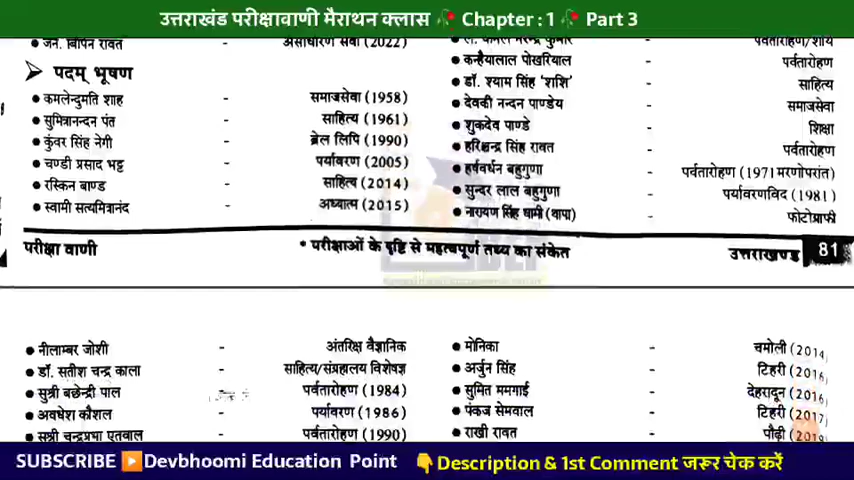 उत्तराखंड परीक्षावाणी मैराथन क्लास 🥀 Chapter : 1 🥀 Part 3
जन. बिपिन रावत - असाधारण सेवा (2022)
➢ पदम् भूषण
● कमलेन्दुमति शाह - समाजसेवा (1958)
● सुमित्रानन्दन पंत - साहित्य (1961)
● कुंवर सिंह नेगी - ब्रेल लिपि (1990)
● चण्डी प्रसाद भट्ट - पर्यावरण (2005)
● रस्किन बाण्ड - साहित्य (2014)
● स्वामी सत्यमित्रानंद - अध्यात्म (2015)
पर्वतारोहण/शौर्य
● कन्हैयालाल पोखरियाल - पर्वतारोहण
● डॉ. श्याम सिंह 'शशि' - साहित्य
● देवकी नन्दन पाण्डेय - समाजसेवा
● शुकदेव पाण्डे - शिक्षा
● हरिश्चन्द्र सिंह रावत - पर्वतारोहण
● हर्षवर्धन बहुगुणा - पर्वतारोहण (1971 मरणोपरांत)
● सुन्दर लाल बहुगुणा - पर्यावरणविद (1981)
● नारायण सिंह थामी (थापा) - फोटोग्राफी
परीक्षा वाणी * परीक्षाओं के दृष्टि से महत्वपूर्ण तथ्य का संकेत उत्तराखण्ड 81
● नीलाम्बर जोशी - अंतरिक्ष वैज्ञानिक
● डॉ. सतीश चन्द्र काला - साहित्य/संग्रहालय विशेषज्ञ
● सुश्री बछेन्द्री पाल - पर्वतारोहण (1984)
● अवधेश कौशल - पर्यावरण (1986)
● सुश्री चन्द्रप्रभा एतवाल - पर्वतारोहण (1990)
● मोनिका - चमोली (2014)
● अर्जुन सिंह - टिहरी (2016)
● सुमित ममगाई - देहरादून (2016)
● पंकज सेमवाल - टिहरी (2017)
● राखी रावत - पौढ़ी
SUBSCRIBE ▶️Devbhoomi Education Point 👇Description & 1st Comment जरूर चेक करें